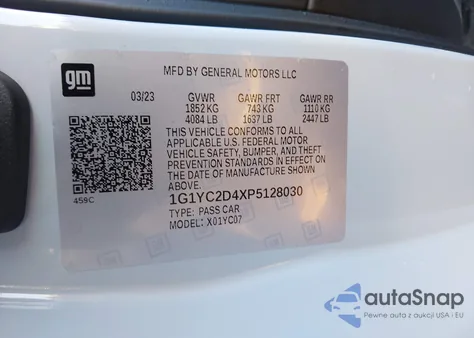 gm
MFD BY GENERAL MOTORS LLC
03/23 GVWR GAWR FRT GAWR RR
1852 KG 743 KG 1110 KG
4084 LB 1637 LB 2447 LB
THIS VEHICLE CONFORMS TO ALL
APPLICABLE U.S. FEDERAL MOTOR
VEHICLE SAFETY, BUMPER, AND THEFT
PREVENTION STANDARDS IN EFFECT
ON THE DATE OF MANUFACTURE
SHOWN ABOVE.
459C
1G1YC2D4XP5128030
TYPE: PASS CAR
MODEL: X01YC07
autoSnap
Pewne auta z aukcji USA i EU